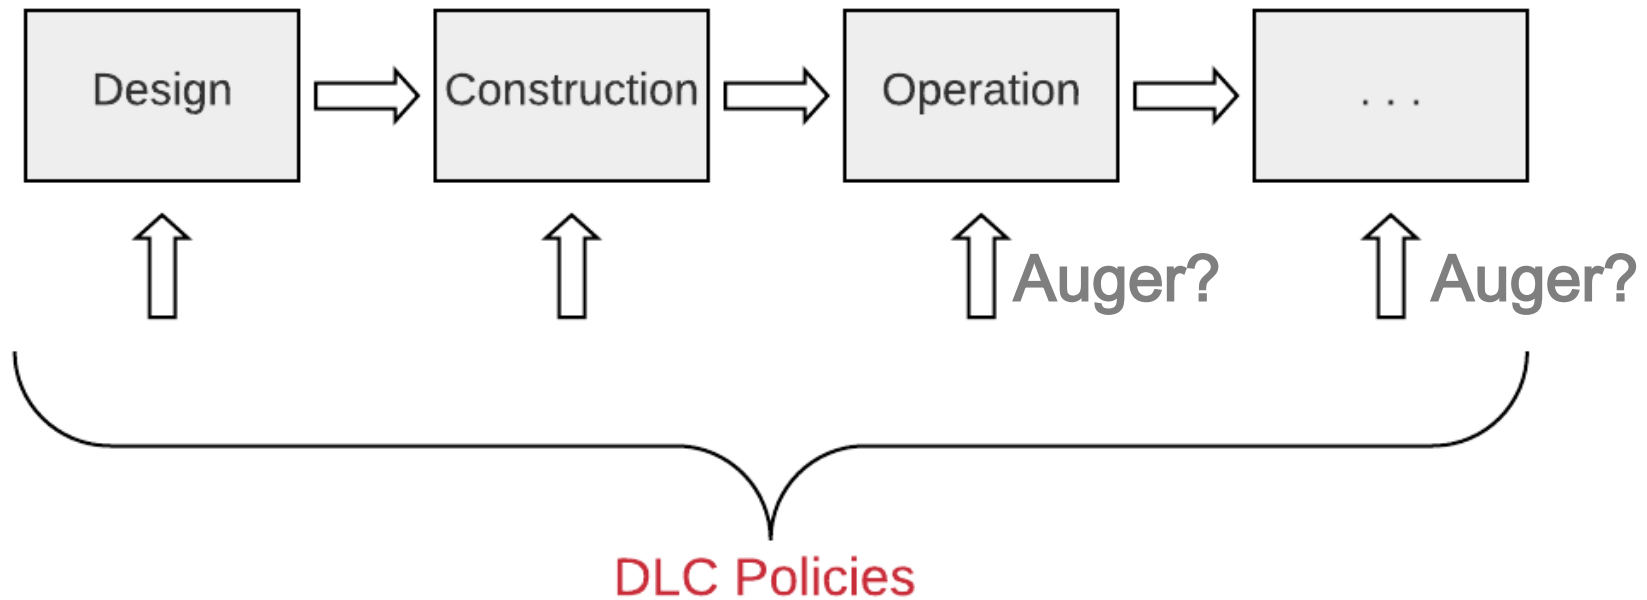 Design
Construction
Operation
. . .
Auger?
Auger?
DLC Policies